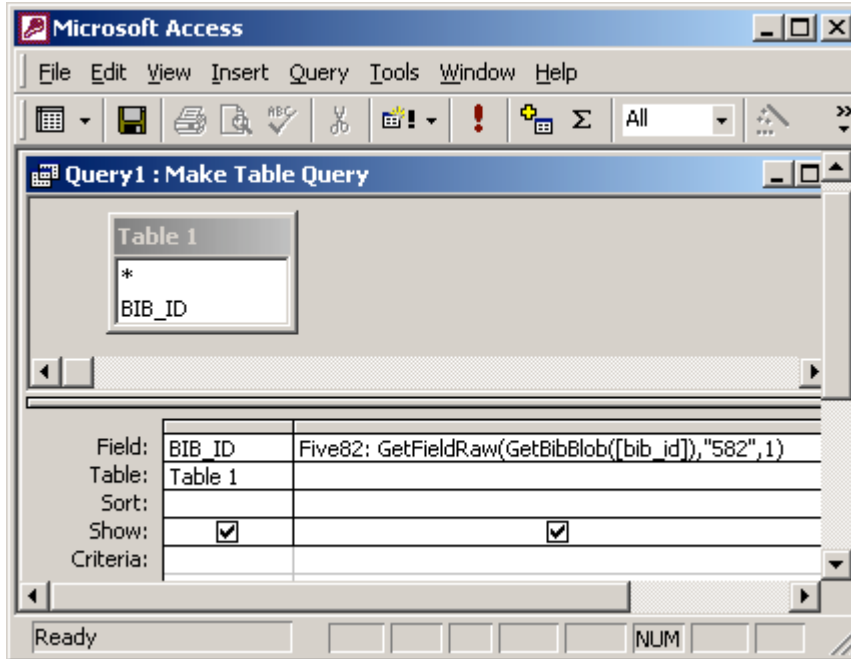 Microsoft Access
File Edit View Insert Query Tools Window Help
ABC All
Query1 : Make Table Query
Table 1
*
BIB_ID
Field: BIB_ID Five82: GetFieldRaw(GetBibBlob([bib_id]),"582",1)
Table: Table 1
Sort:
Show:
Criteria:
Ready NUM